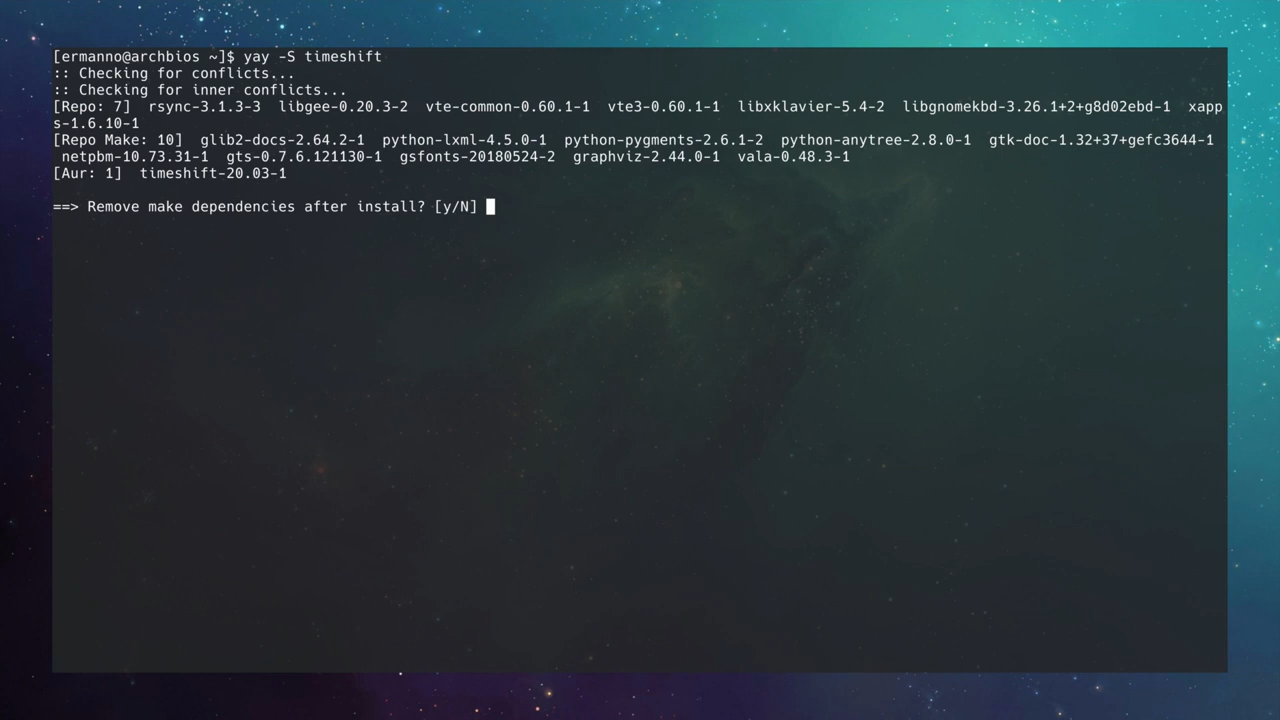 [ermanno@archbios ~]$ yay -S timeshift
:: Checking for conflicts...
:: Checking for inner conflicts...
[Repo: 7]  rsync-3.1.3-3  libgee-0.20.3-2  vte-common-0.60.1-1  vte3-0.60.1-1  libxklavier-5.4-2  libgnomekbd-3.26.1+2+g8d02ebd-1  xapp
s-1.6.10-1
[Repo Make: 10]  glib2-docs-2.64.2-1  python-lxml-4.5.0-1  python-pygments-2.6.1-2  python-anytree-2.8.0-1  gtk-doc-1.32+37+gefc3644-1
 netpbm-10.73.31-1  gts-0.7.6.121130-1  gsfonts-20180524-2  graphviz-2.44.0-1  vala-0.48.3-1
[Aur: 1]  timeshift-20.03-1
==> Remove make dependencies after install? [y/N]